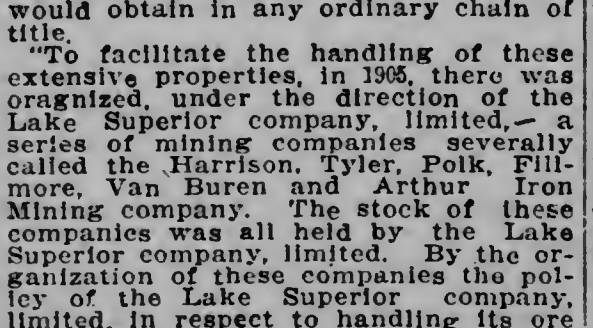 would obtain in any ordinary chain of
title.
"To facilitate the handling of these
extensive properties, in 1905, there was
oragnized, under the direction of the
Lake Superior company, limited,— a
series of mining companies severally
called the Harrison, Tyler, Polk, Fill-
more, Van Buren and Arthur Iron
Mining company. The stock of these
companies was all held by the Lake
Superior company, limited. By the or-
ganization of these companies the pol-
icy of the Lake Superior company,
limited, in respect to handling its ore